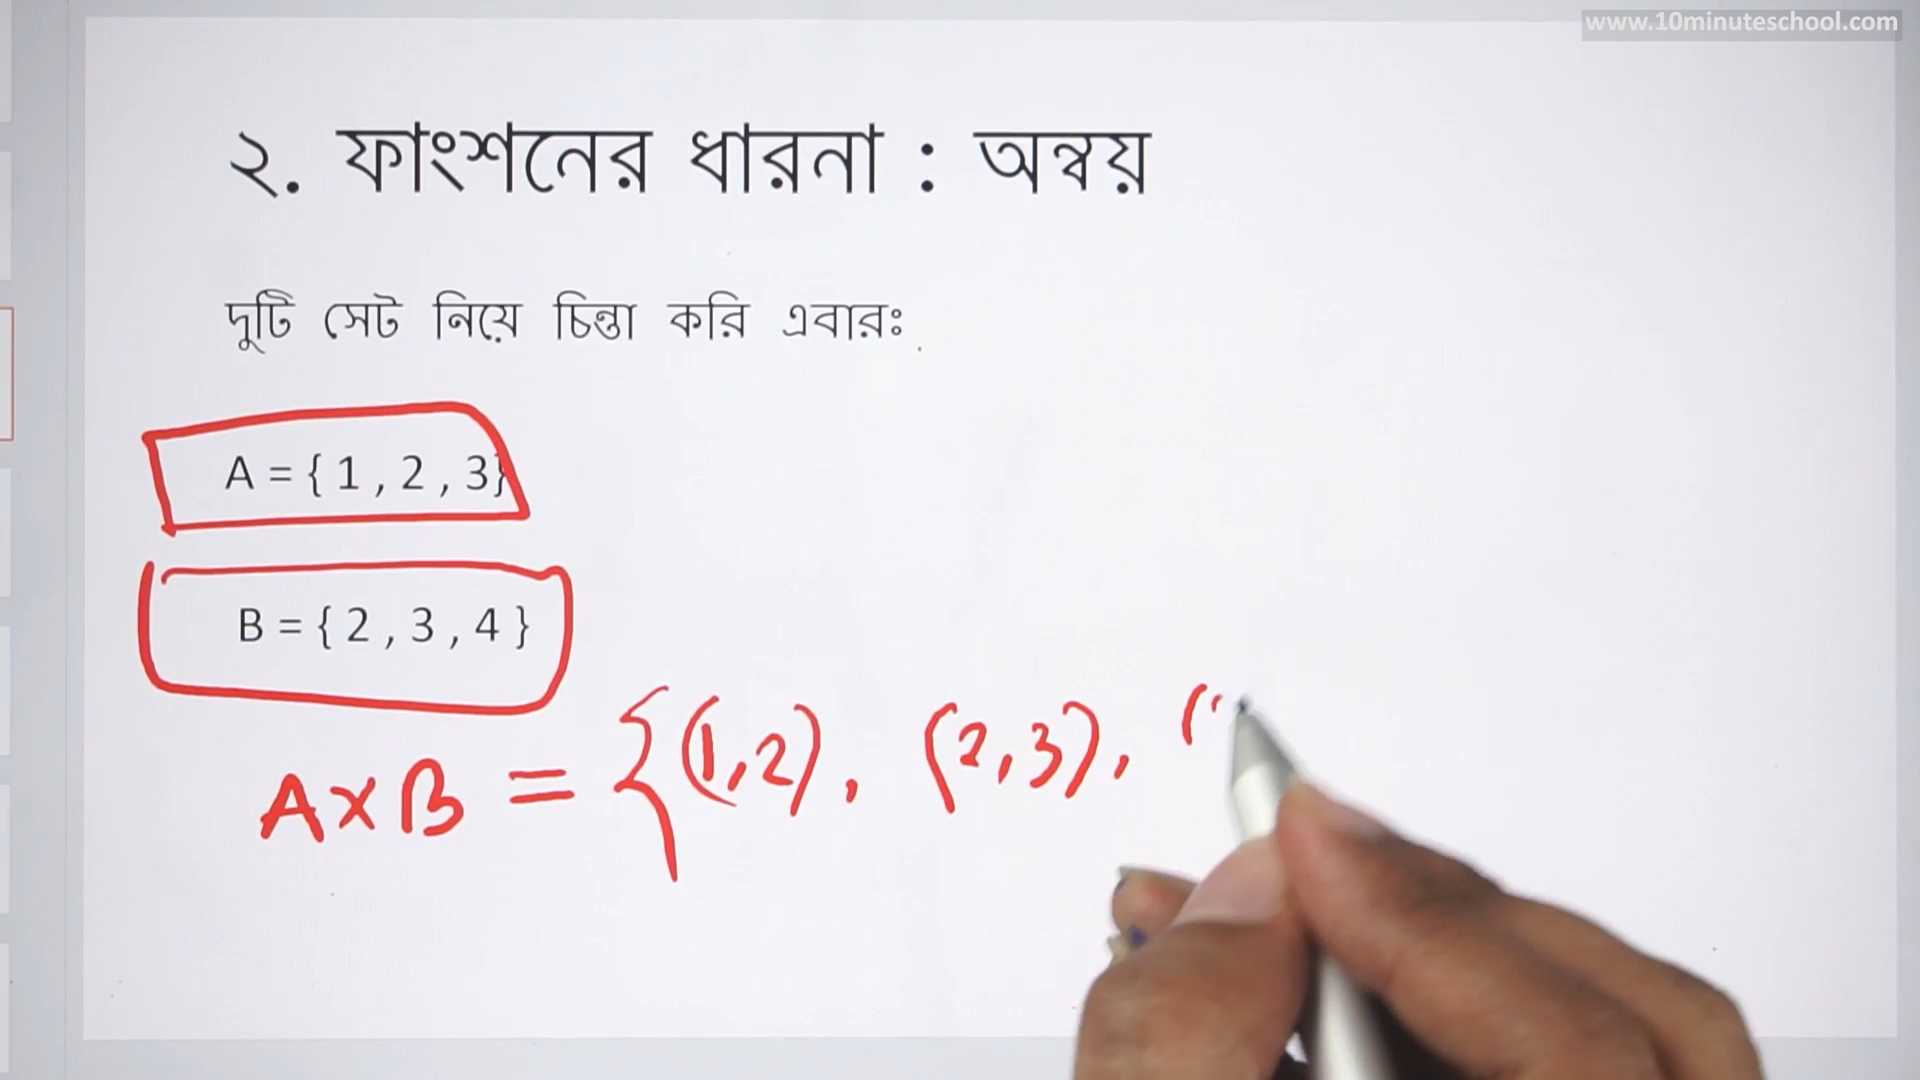 www.10minuteschool.com
২. ফাংশনের ধারনা : অন্বয়
দুটি সেট নিয়ে চিন্তা করি এবারঃ
A = { 1 , 2 , 3}
B = { 2 , 3 , 4 }
A×B = {(1,2), (2,3), (